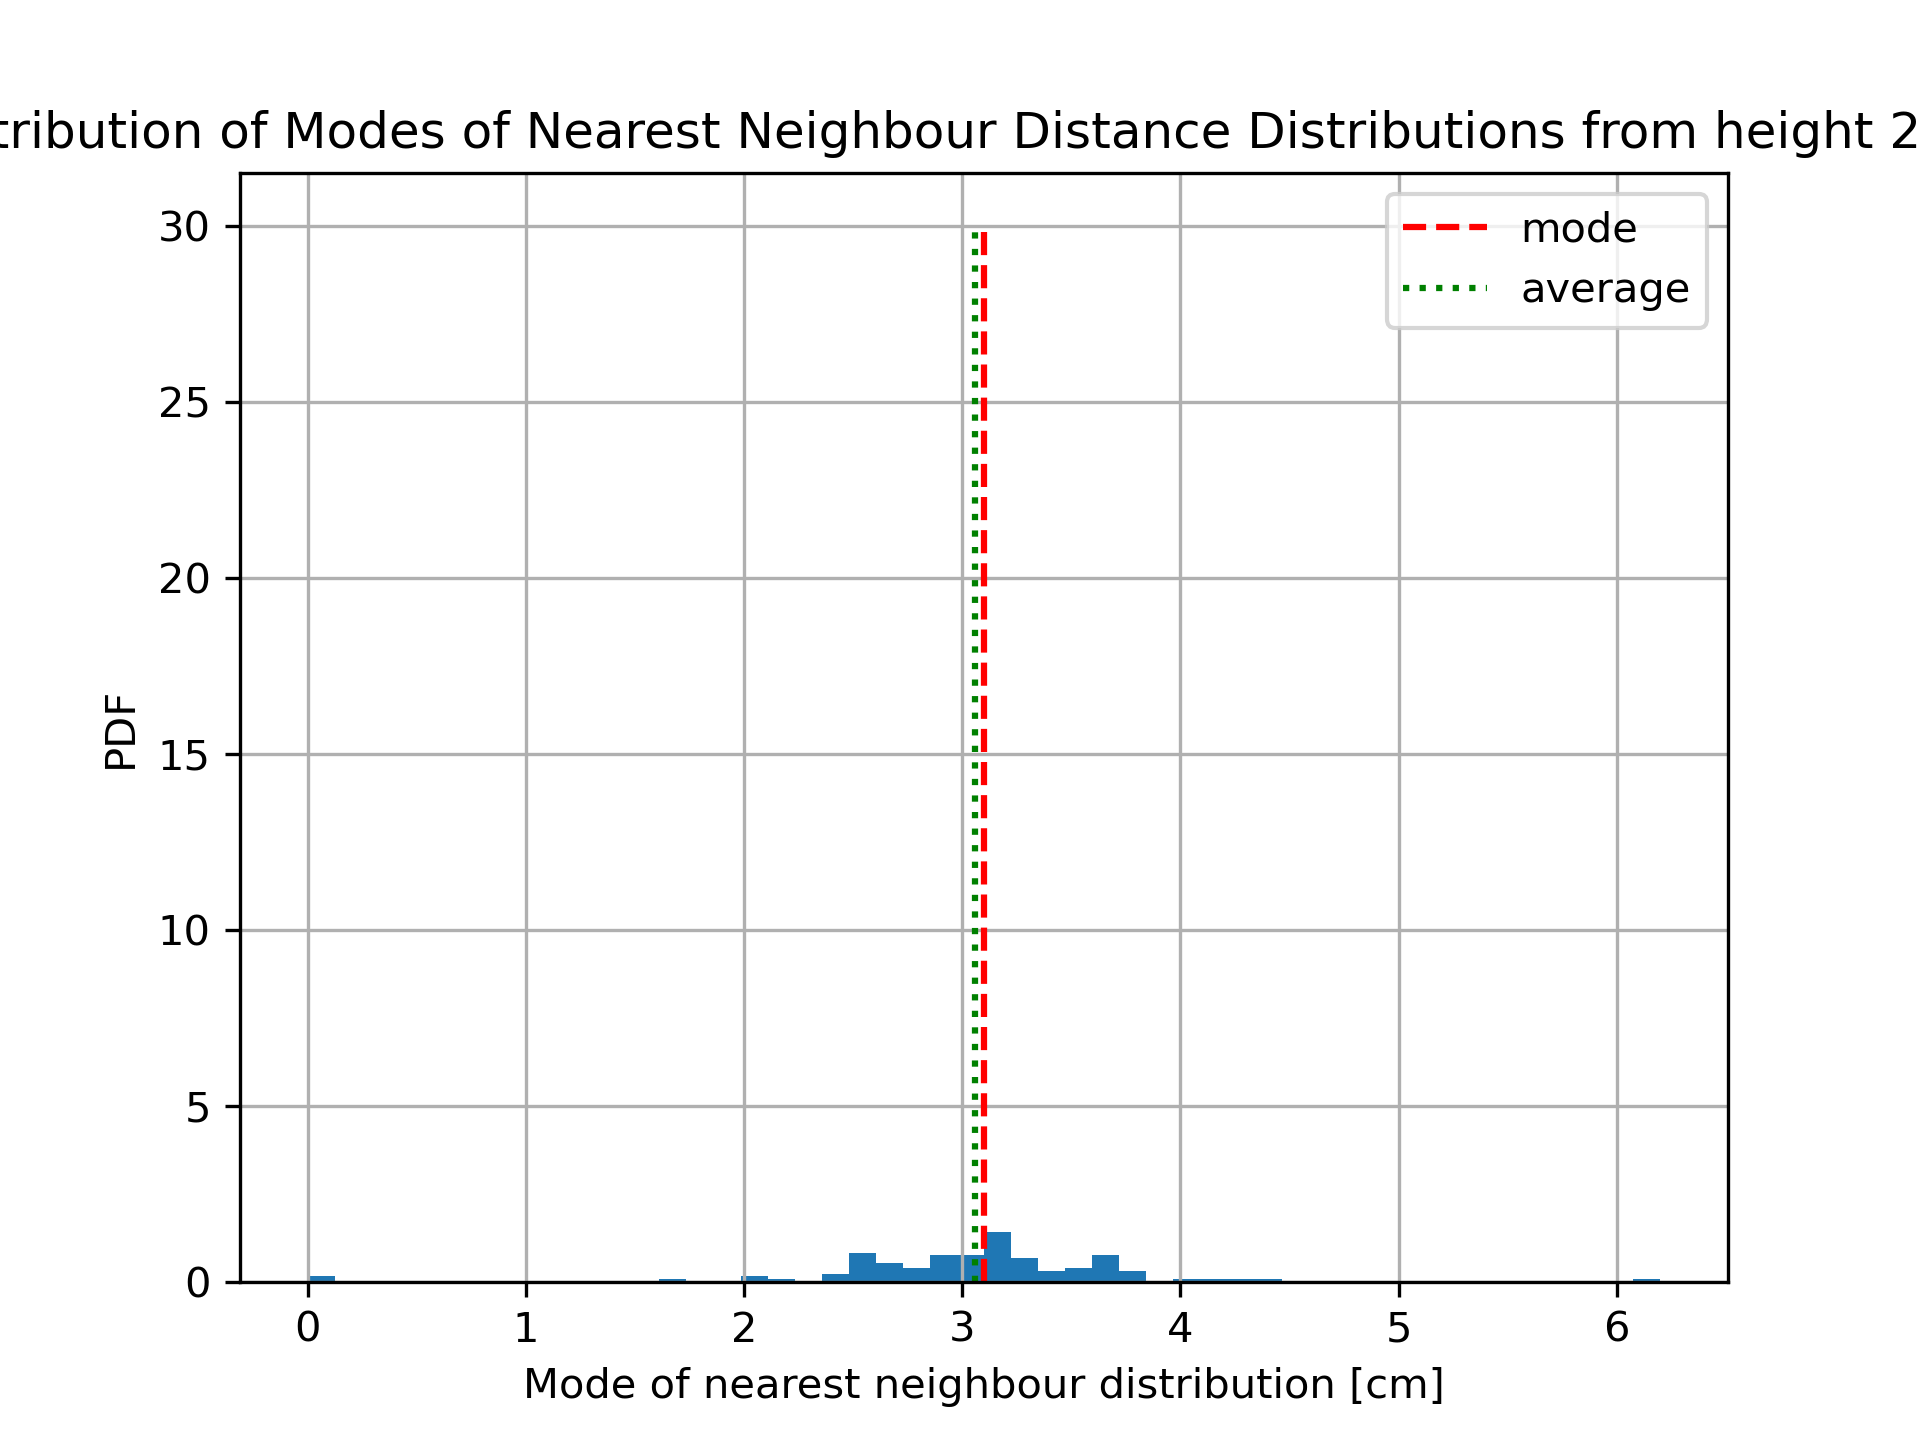 tribution of Modes of Nearest Neighbour Distance Distributions from height 2
mode
average
30
25
20
15
10
5
0
PDF
0 1 2 3 4 5 6
Mode of nearest neighbour distribution [cm]